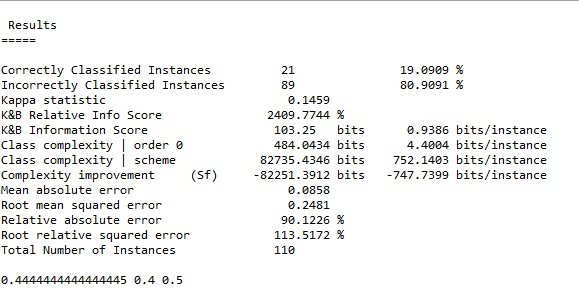 Results
=====
Correctly Classified Instances 21 19.0909 %
Incorrectly Classified Instances 89 80.9091 %
Kappa statistic 0.1459
K&B Relative Info Score 2409.7744 %
K&B Information Score 103.25 bits 0.9386 bits/instance
Class complexity | order 0 484.0434 bits 4.4004 bits/instance
Class complexity | scheme 82735.4346 bits 752.1403 bits/instance
Complexity improvement (Sf) -82251.3912 bits -747.7399 bits/instance
Mean absolute error 0.0858
Root mean squared error 0.2481
Relative absolute error 90.1226 %
Root relative squared error 113.5172 %
Total Number of Instances 110
0.4444444444444445 0.4 0.5